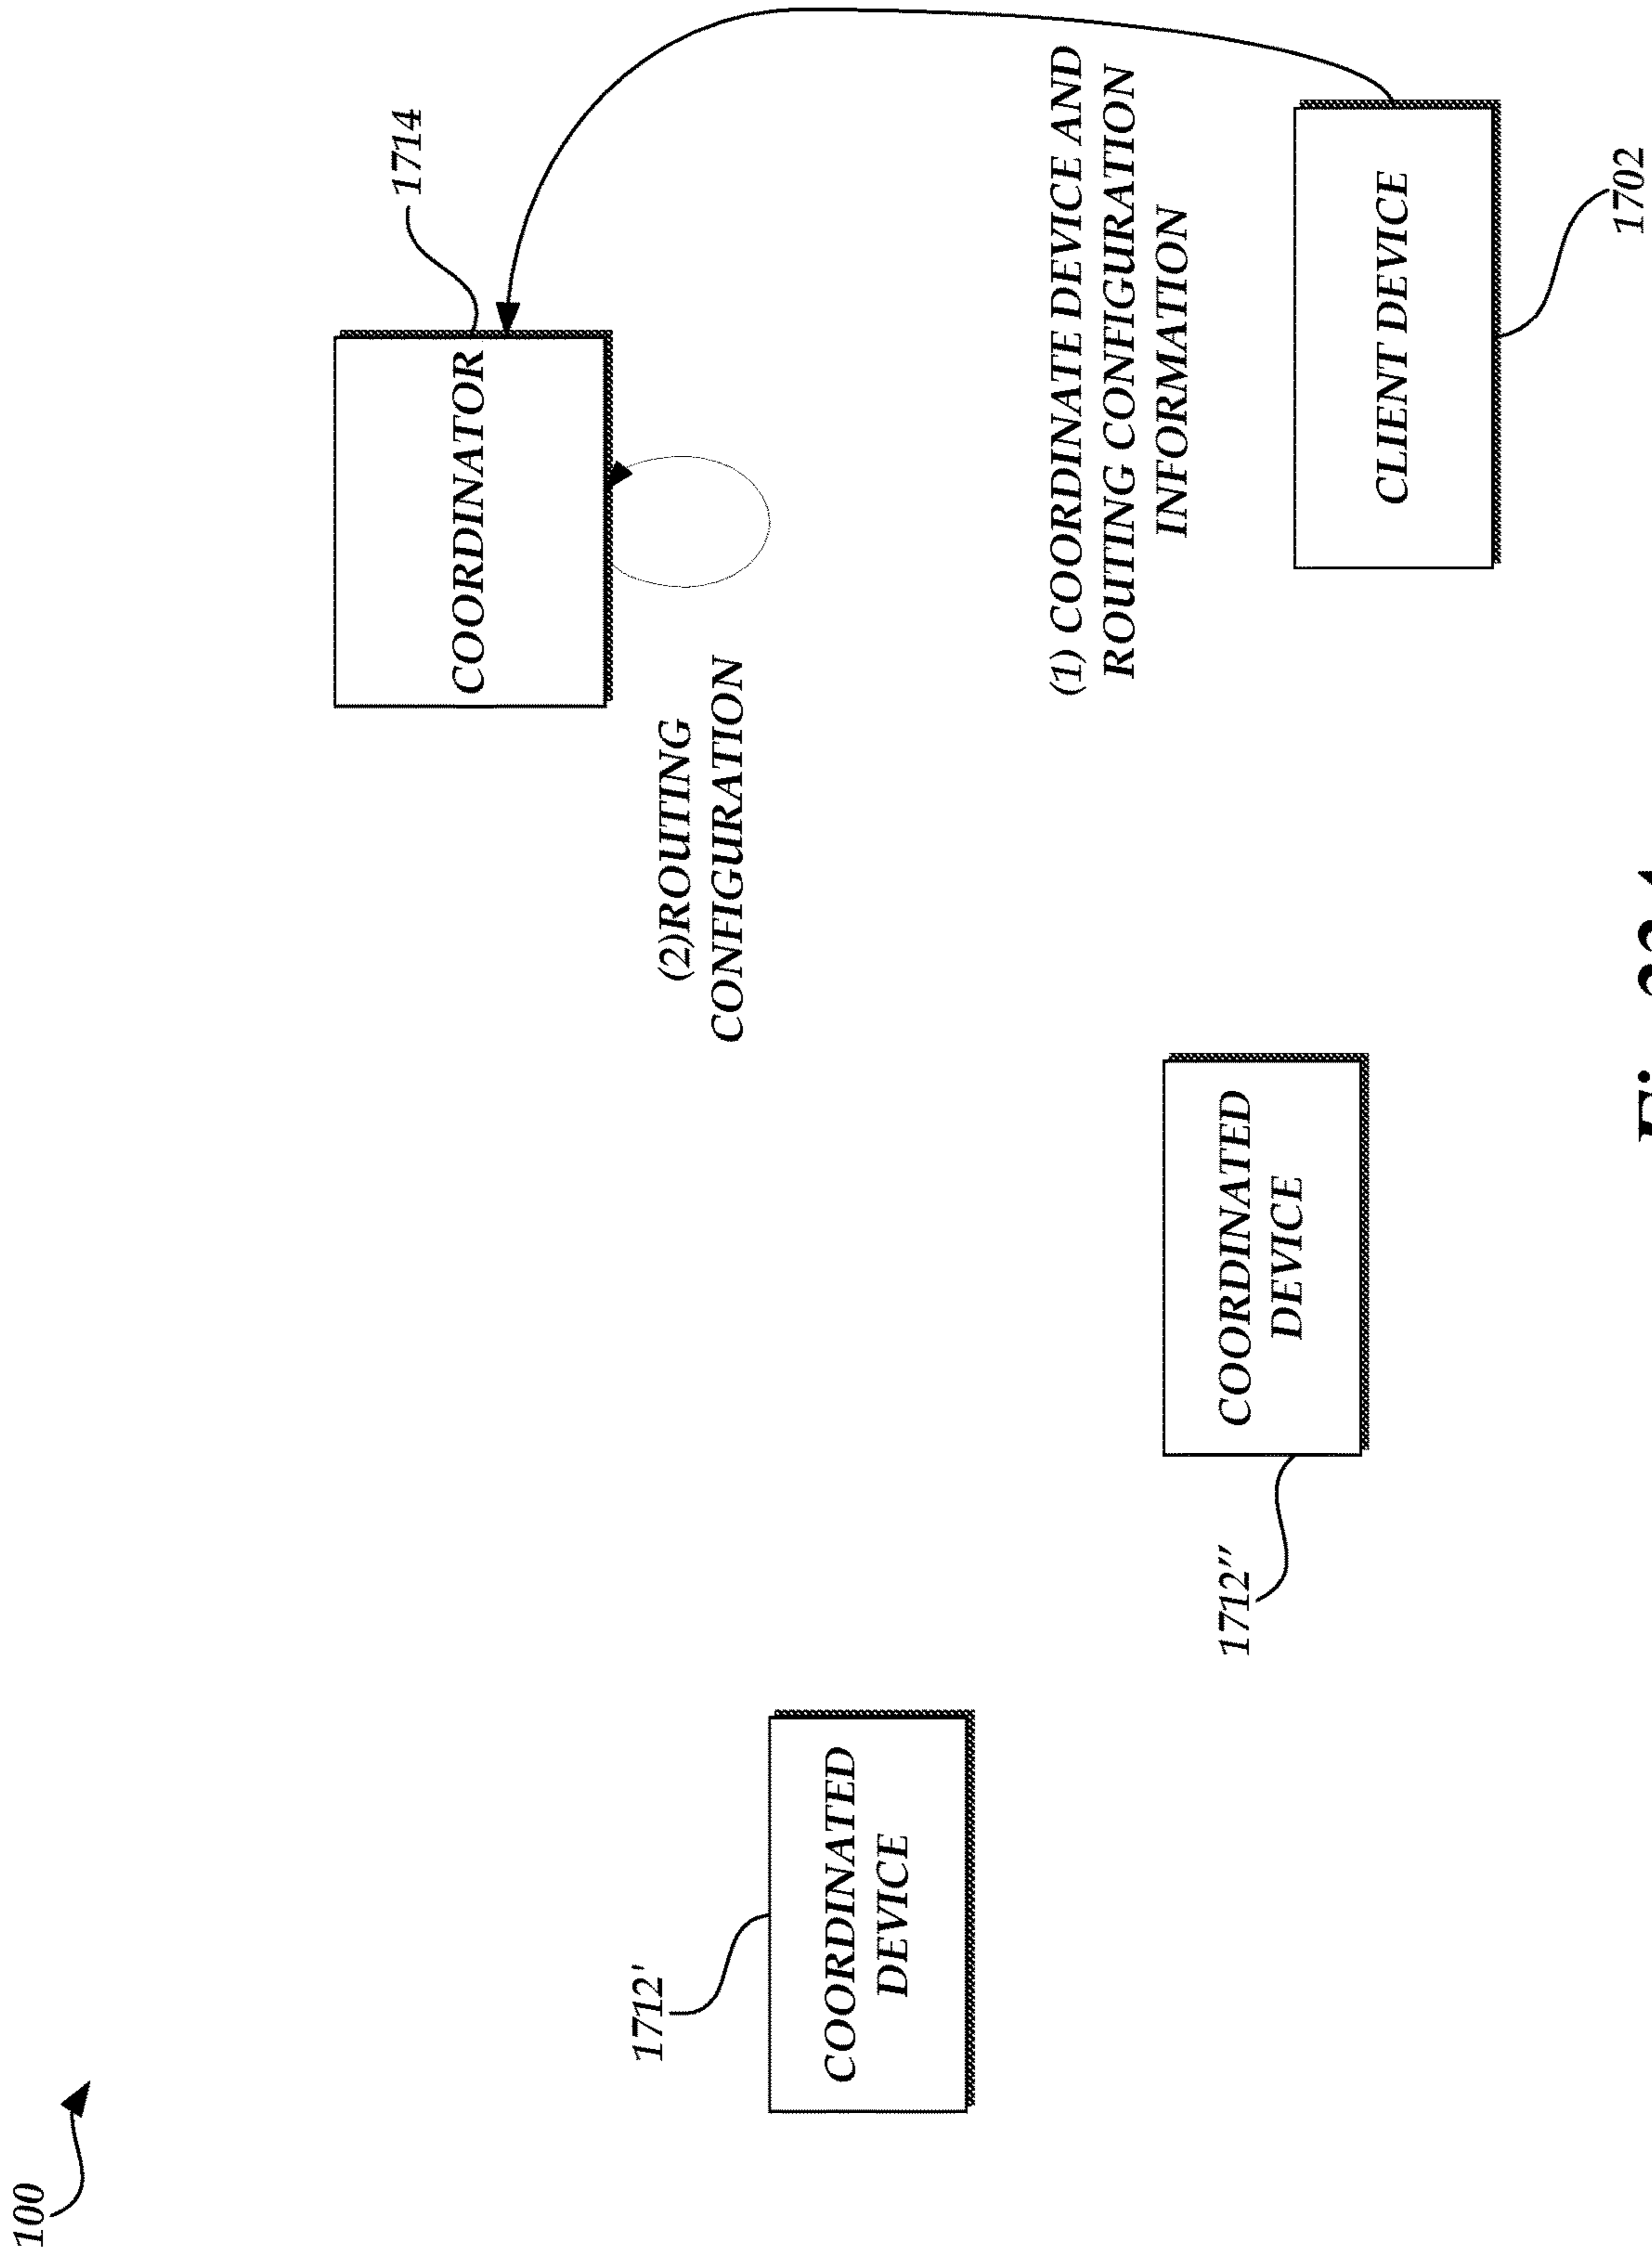 100
1714
COORDINATOR
1712'
(2)ROUTING
CONFIGURATION
COORDINATED
DEVICE
(1) COORDINATE DEVICE AND
ROUTING CONFIGURATION
INFORMATION
1712''
COORDINATED
DEVICE
CLIENT DEVICE
1702